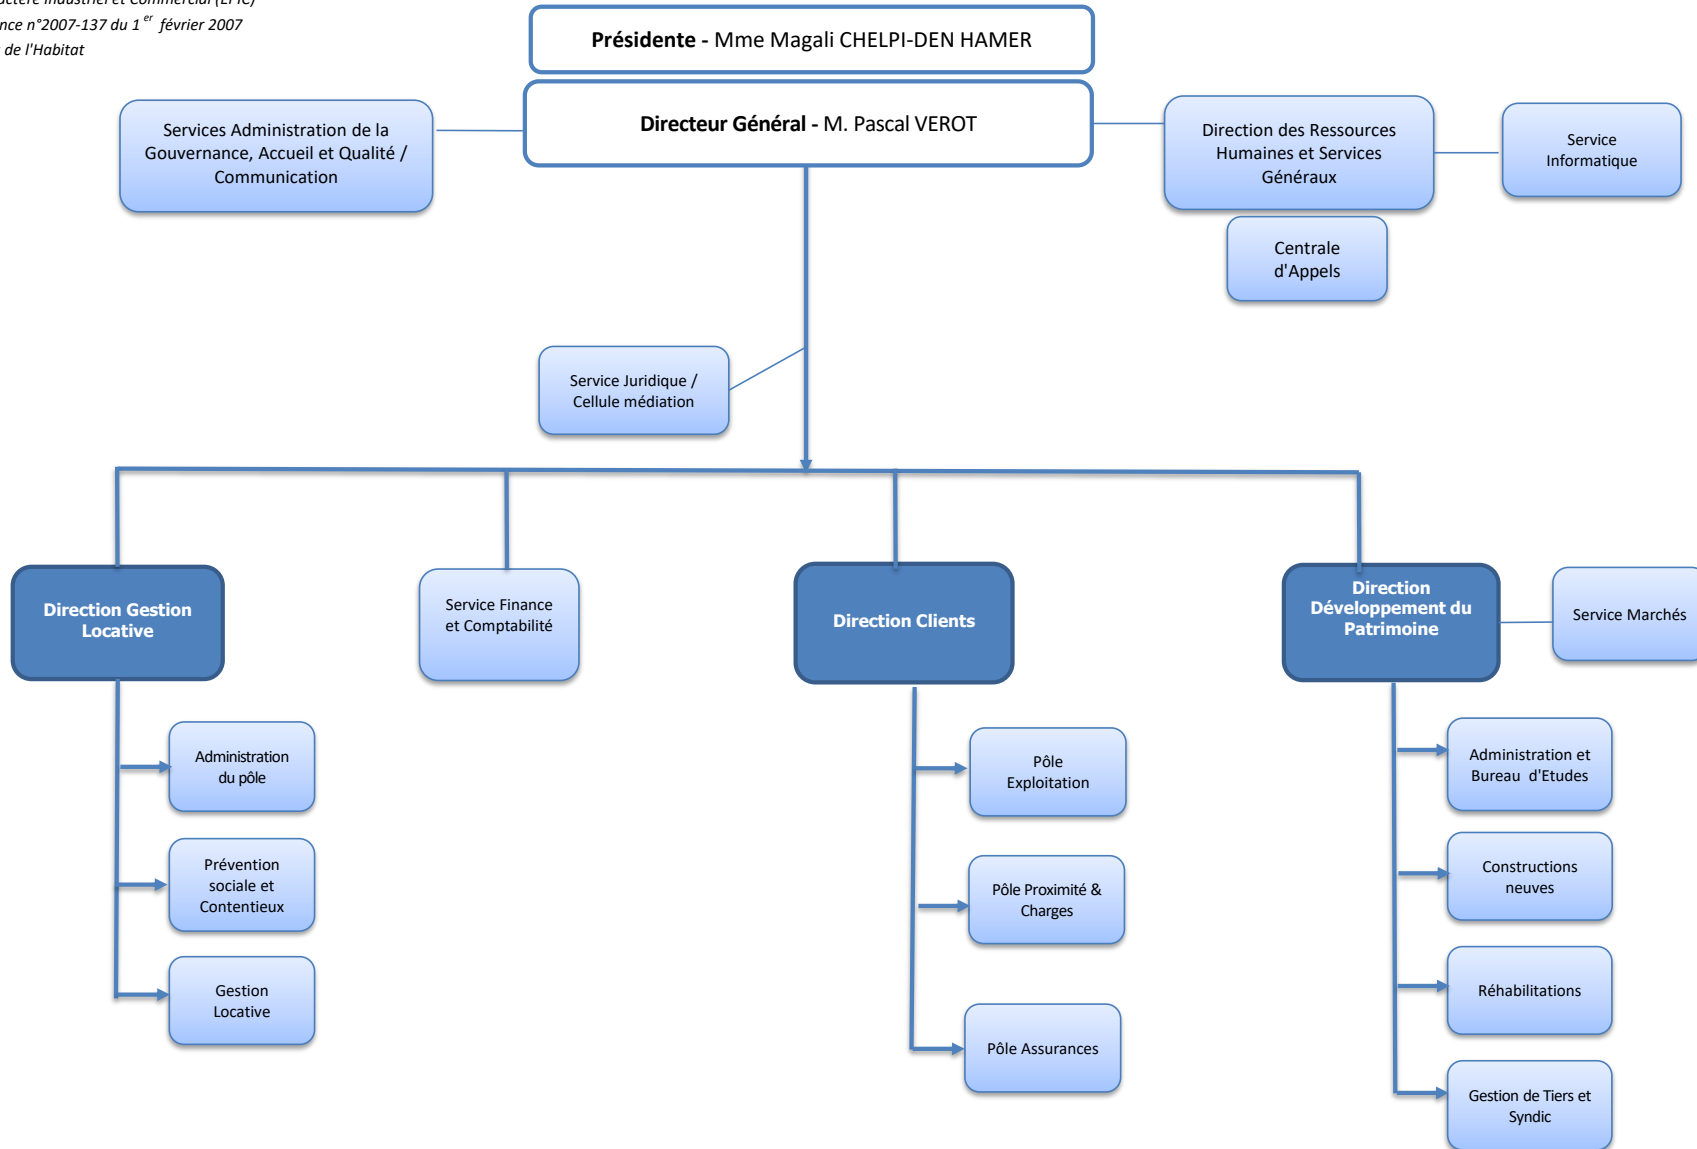 Industriel et Commercial (EPIC)
n°2007-137 du 1er février 2007
de l'Habitat
Présidente - Mme Magali CHELPI-DEN HAMER
Directeur Général - M. Pascal VEROT
Services Administration de la
Gouvernance, Accueil et Qualité /
Communication
Direction des Ressources
Humaines et Services
Généraux
Service
Informatique
Centrale
d'Appels
Service Juridique /
Cellule médiation
Direction Gestion
Locative
Service Finance
et Comptabilité
Direction Clients
Direction
Développement du
Patrimoine
Service Marchés
Administration
du pôle
Prévention
sociale et
Contentieux
Gestion
Locative
Pôle
Exploitation
Pôle Proximité &
Charges
Pôle Assurances
Administration et
Bureau d'Etudes
Constructions
neuves
Réhabilitations
Gestion de Tiers et
Syndic